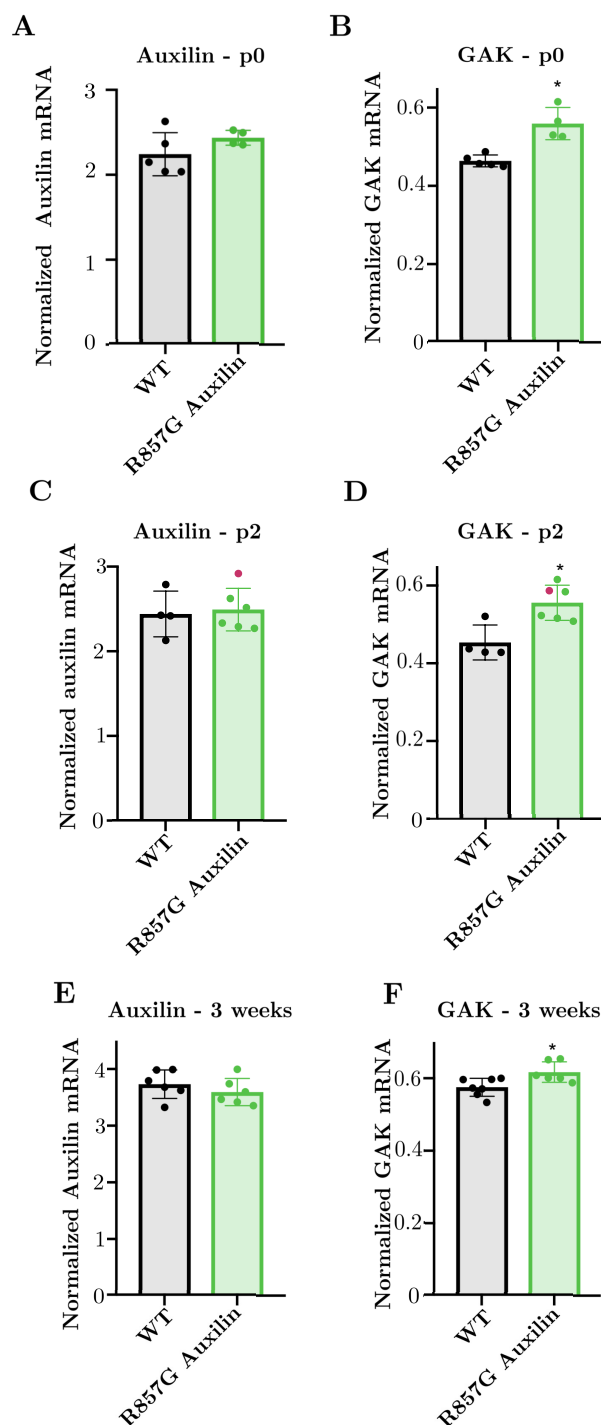 A
Auxilin - p0
Normalized Auxilin mRNA
3
2
1
0
WT
R857G Auxilin
B
GAK - p0
*
Normalized GAK mRNA
0.6
0.4
0.2
0
WT
R857G Auxilin
C
Auxilin - p2
Normalized auxilin mRNA
3
2
1
0
WT
R857G Auxilin
D
GAK - p2
*
Normalized GAK mRNA
0.6
0.4
0.2
0
WT
R857G Auxilin
E
Auxilin - 3 weeks
Normalized Auxilin mRNA
4
3
2
1
0
WT
R857G Auxilin
F
GAK - 3 weeks
*
Normalized GAK mRNA
0.6
0.4
0.2
0
WT
R857G Auxilin